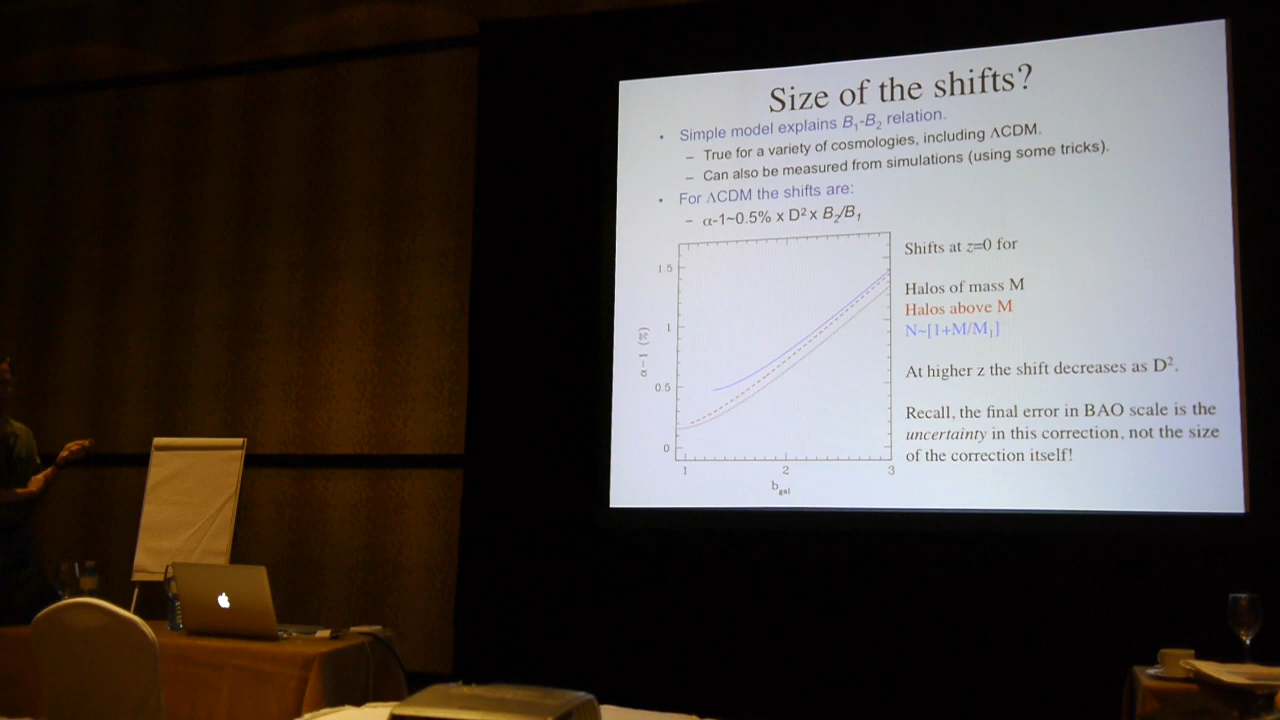 Size of the shifts?
• Simple model explains B₁-B₂ relation.
– True for a variety of cosmologies, including ΛCDM.
– Can also be measured from simulations (using some tricks).
• For ΛCDM the shifts are:
– α-1~0.5% x D² x B₂/B₁
Shifts at z=0 for
Halos of mass M
Halos above M
N~[1+M/M₁]
At higher z the shift decreases as D².
Recall, the final error in BAO scale is the
uncertainty in this correction, not the size
of the correction itself!
1.5
1
0.5
0
α−1 (%)
1 2 3
b_gal